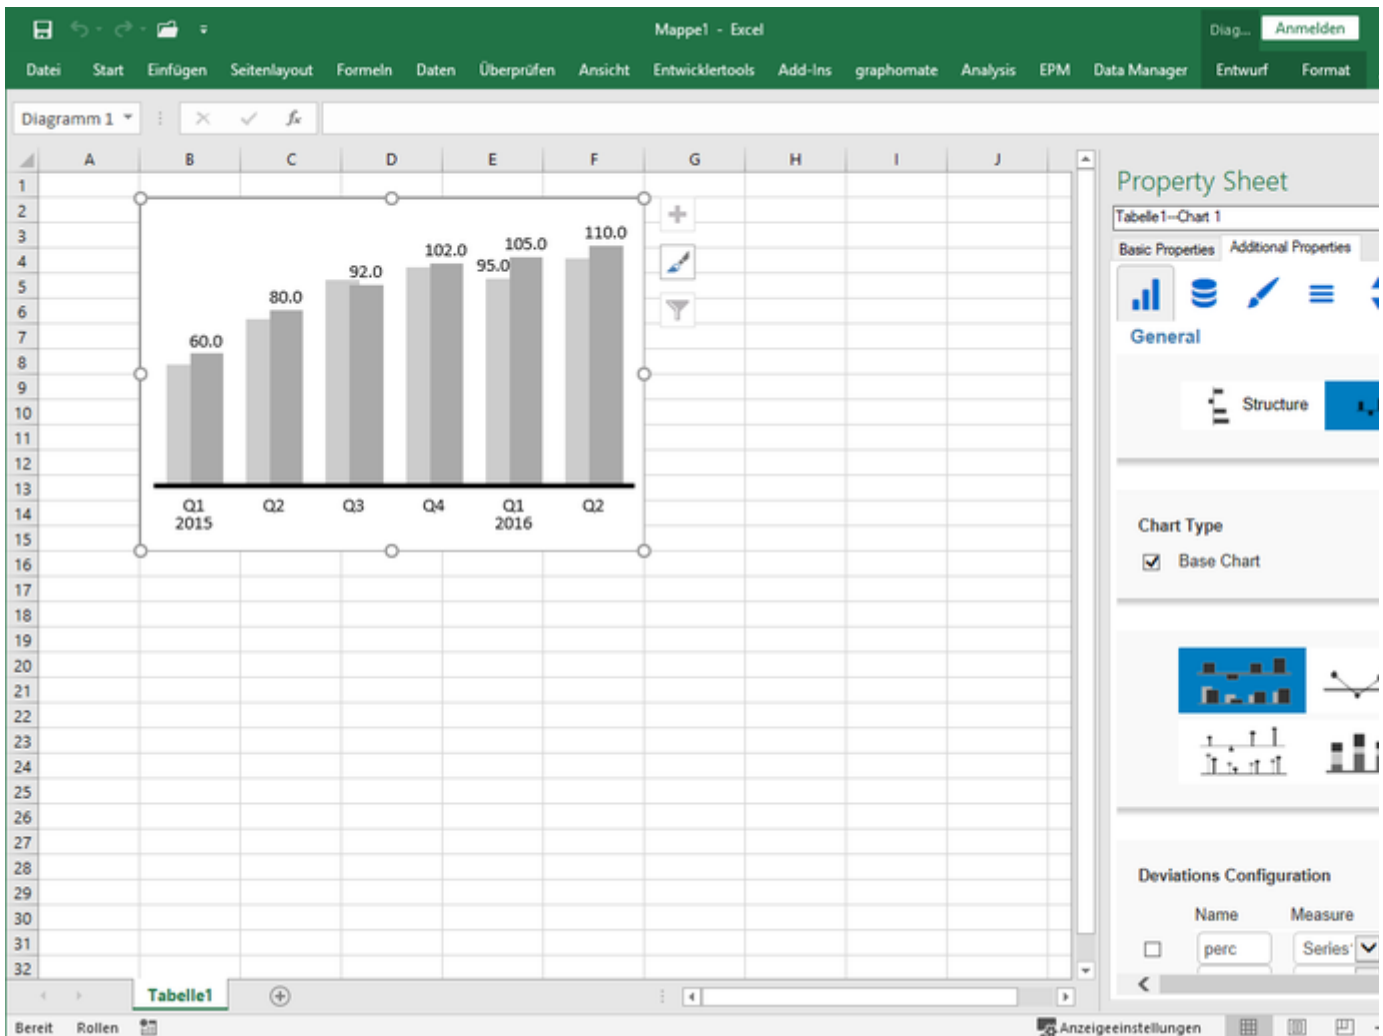 Mappe1 - Excel
Diag...
Anmelden
Datei Start Einfügen Seitenlayout Formeln Daten Überprüfen Ansicht Entwicklertools Add-Ins graphomate Analysis EPM Data Manager Entwurf Format
Diagramm 1
fx
A B C D E F G H I J
1
2
3
4
5
6
7
8
9
10
11
12
13
14
15
16
17
18
19
20
21
22
23
24
25
26
27
28
29
30
31
32
60.0
80.0
92.0
102.0
95.0
105.0
110.0
Q1 Q2 Q3 Q4 Q1 Q2
2015 2016
Property Sheet
Tabelle1--Chart 1
Basic Properties Additional Properties
General
Structure
Chart Type
Base Chart
Deviations Configuration
Name Measure
perc Series
Tabelle1
Bereit Rollen
Anzeigeeinstellungen